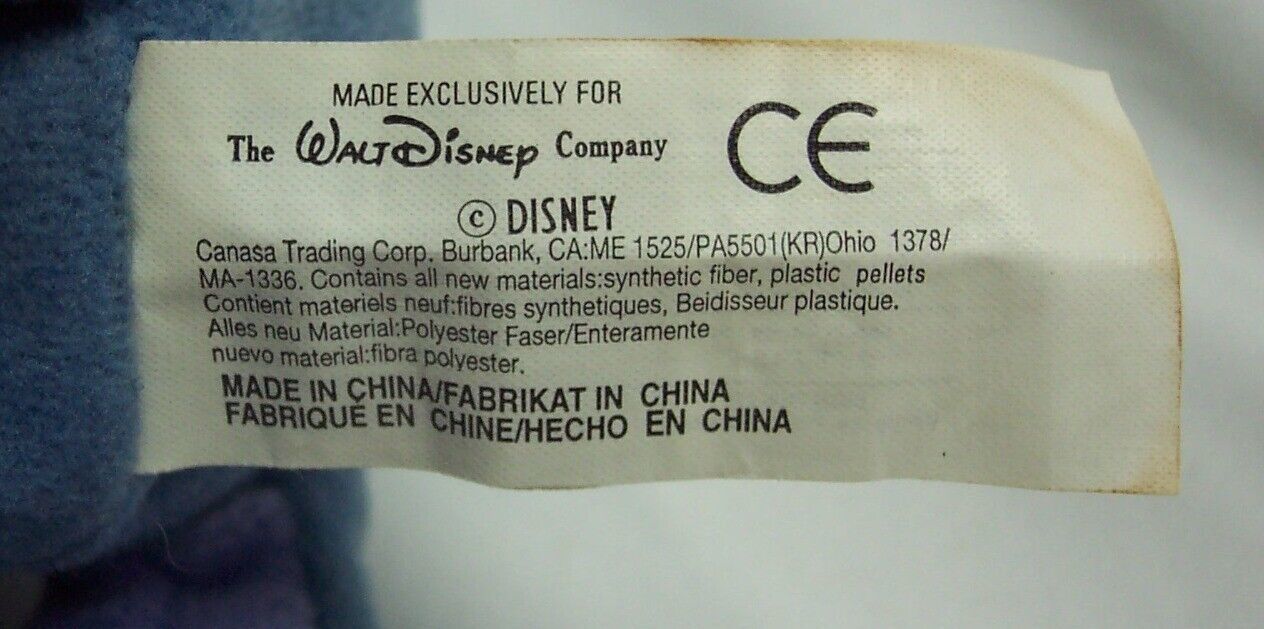 MADE EXCLUSIVELY FOR
The WALT DISNEY Company
CE
© DISNEY
Canasa Trading Corp. Burbank, CA:ME 1525/PA5501(KR)Ohio 1378/
MA-1336. Contains all new materials:synthetic fiber, plastic pellets
Contient materiels neuf:fibres synthetiques, Beidisseur plastique.
Alles neu Material:Polyester Faser/Enteramente
nuevo material:fibra polyester.
MADE IN CHINA/FABRIKAT IN CHINA
FABRIQUE EN CHINE/HECHO EN CHINA